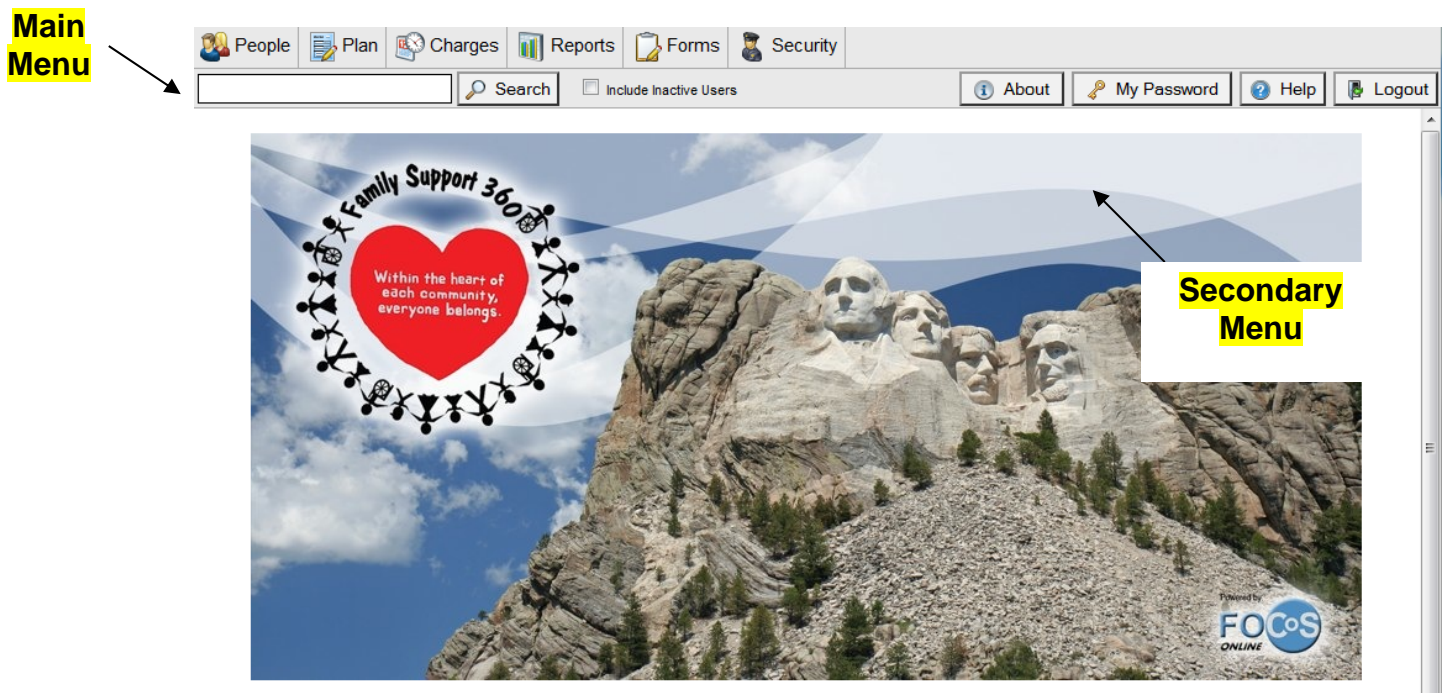 Main
Menu
People Plan Charges Reports Forms Security
Search Include Inactive Users About My Password Help Logout
Family Support 360
Within the heart of
each community,
everyone belongs.
Secondary
Menu
Powered by
FOCoS
ONLINE